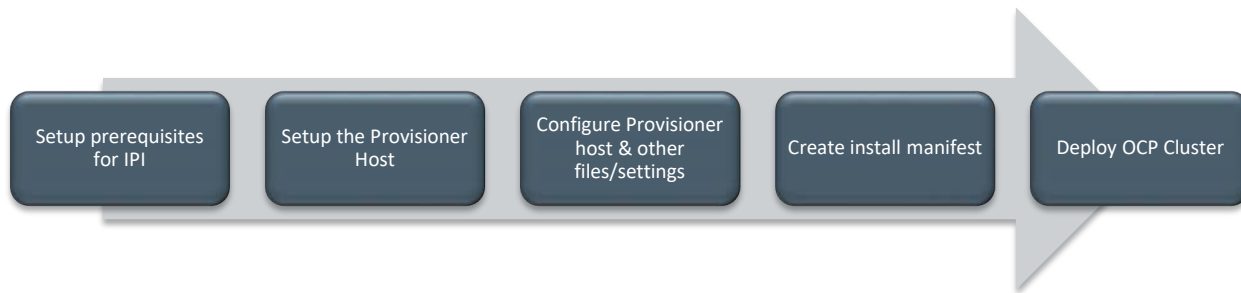 Setup prerequisites
for IPI
Setup the Provisioner
Host
Configure Provisioner
host & other
files/settings
Create install manifest
Deploy OCP Cluster